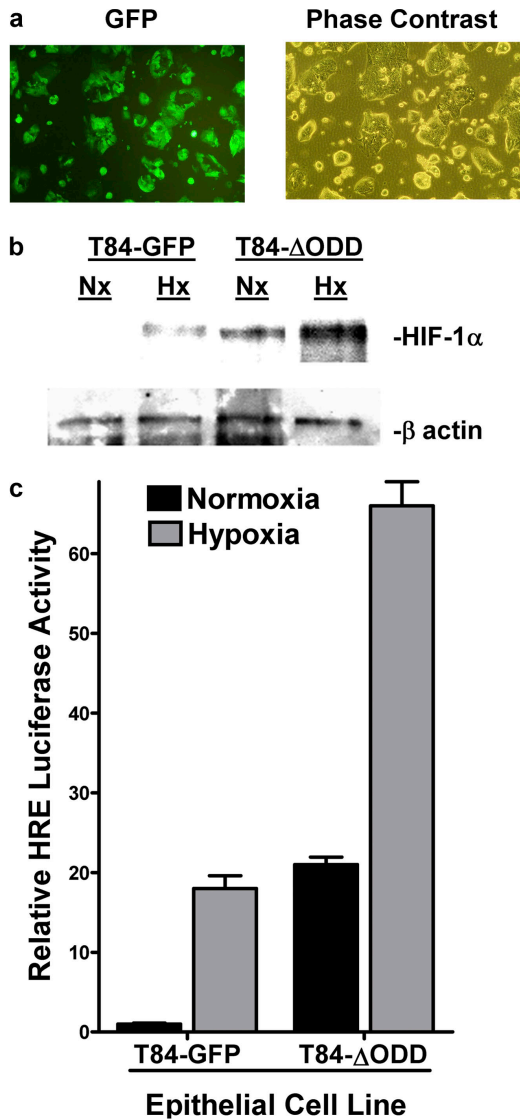 a
GFP
Phase Contrast
b
T84-GFP
T84-ΔODD
Nx
Hx
Nx
Hx
-HIF-1α
-β actin
c
Normoxia
Hypoxia
Relative HRE Luciferase Activity
60
50
40
30
20
10
0
T84-GFP
T84-ΔODD
Epithelial Cell Line